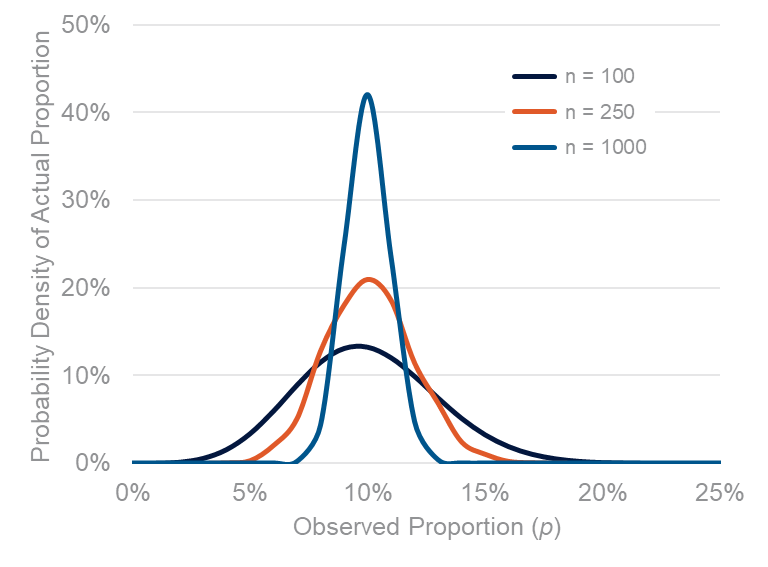 Probability Density of Actual Proportion
50%
40%
30%
20%
10%
0%
n = 100
n = 250
n = 1000
0% 5% 10% 15% 20% 25%
Observed Proportion (p)